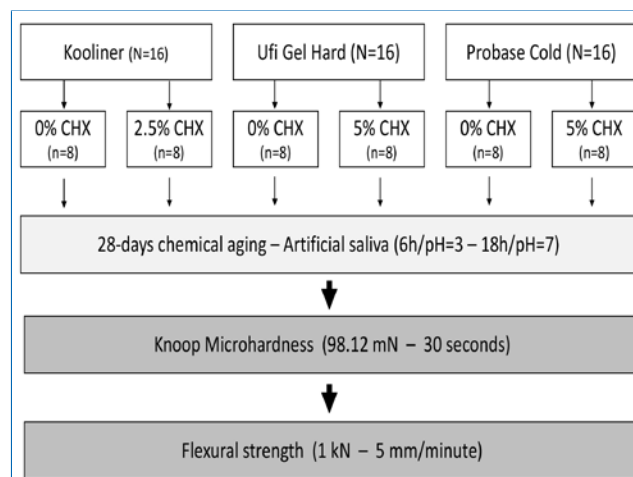 Kooliner (N=16)
Ufi Gel Hard (N=16)
Probase Cold (N=16)
0% CHX
(n=8)
2.5% CHX
(n=8)
0% CHX
(n=8)
5% CHX
(n=8)
0% CHX
(n=8)
5% CHX
(n=8)
28-days chemical aging – Artificial saliva (6h/pH=3 – 18h/pH=7)
Knoop Microhardness (98.12 mN – 30 seconds)
Flexural strength (1 kN – 5 mm/minute)